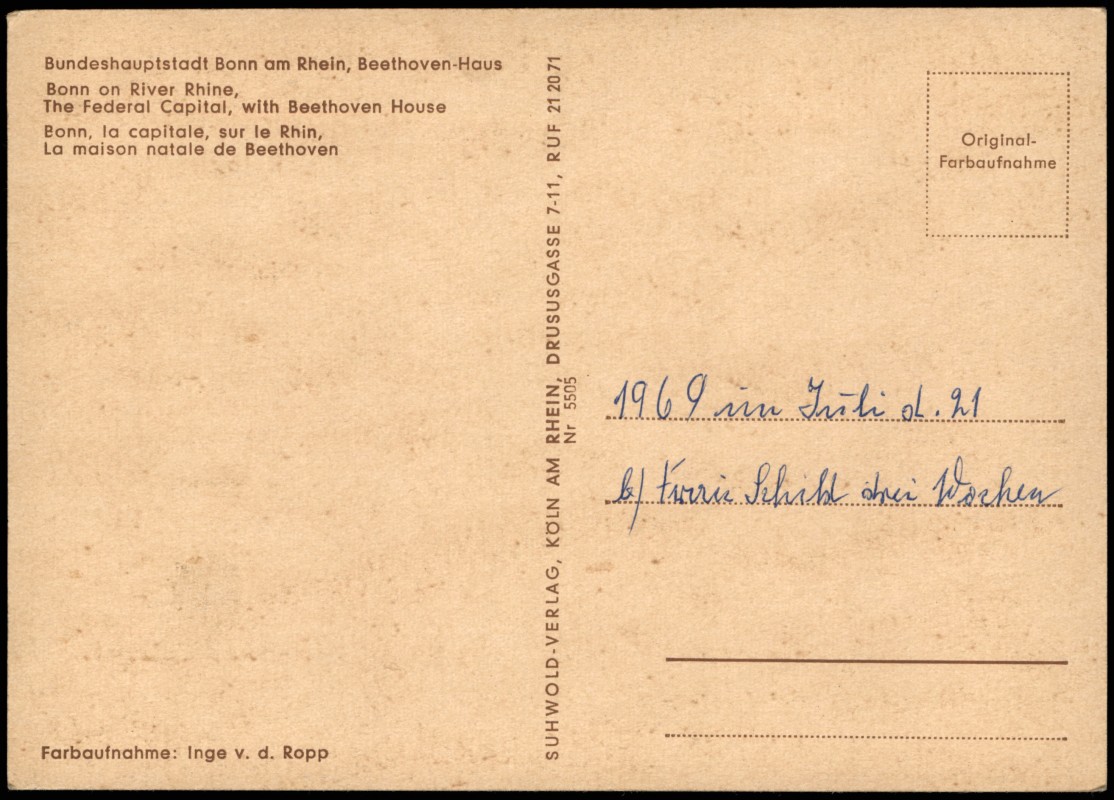 Bundeshauptstadt Bonn am Rhein, Beethoven-Haus
Bonn on River Rhine,
The Federal Capital, with Beethoven House
Bonn, la capitale, sur le Rhin,
La maison natale de Beethoven
Farbaufnahme: Inge v. d. Ropp
SUHWOLD-VERLAG, KÖLN AM RHEIN, DRUSUSGASSE 7-11, RUF 21 20 71
Nr 5505
Original-
Farbaufnahme
1969 im Juli d. 21
b/ Schild drei Wochen